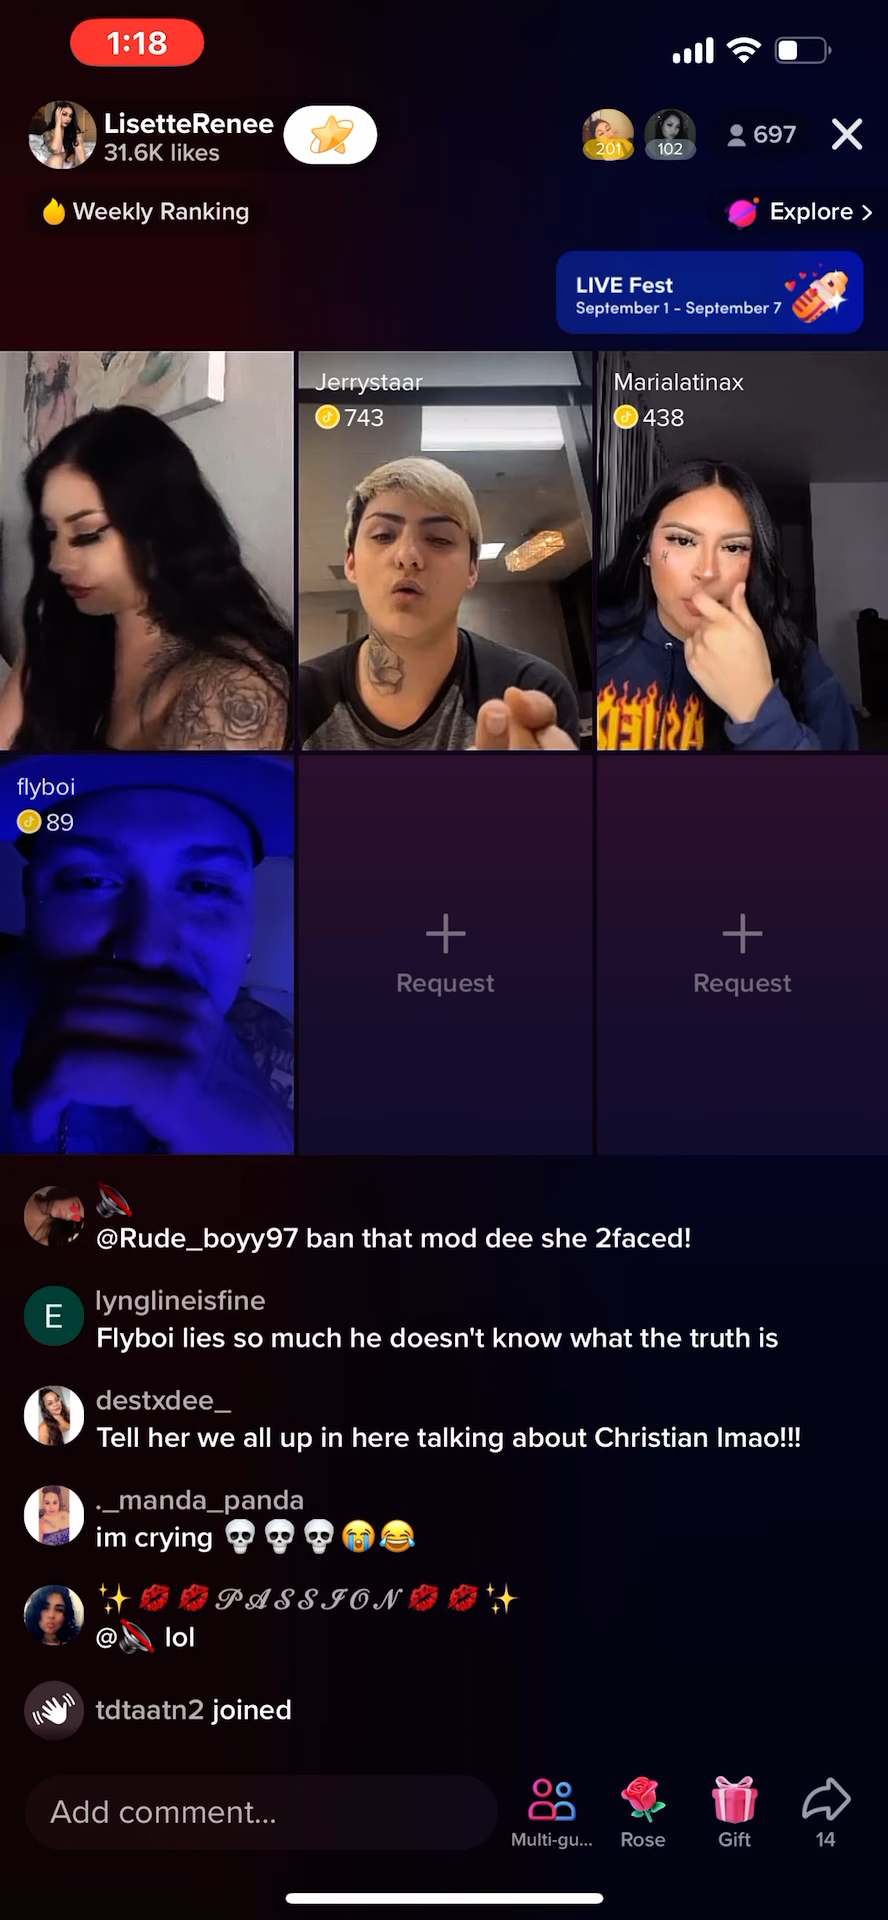 1:18
LisetteRenee
31.6K likes
201
102
697
Weekly Ranking
Explore >
LIVE Fest
September 1 - September 7
Jerrystaar
743
Marialatinax
438
flyboi
89
Request
Request
@Rude_boyy97 ban that mod dee she 2faced!
E
lynglineisfine
Flyboi lies so much he doesn't know what the truth is
destxdee_
Tell her we all up in here talking about Christian lmao!!!
._manda_panda
im crying 💀💀💀😭😂
✨💋💋𝒫𝒜𝒮𝒮ℐ𝒪𝒩💋💋✨
@🔇 lol
tdtaatn2 joined
Add comment...
Multi-gu...
Rose
Gift
14